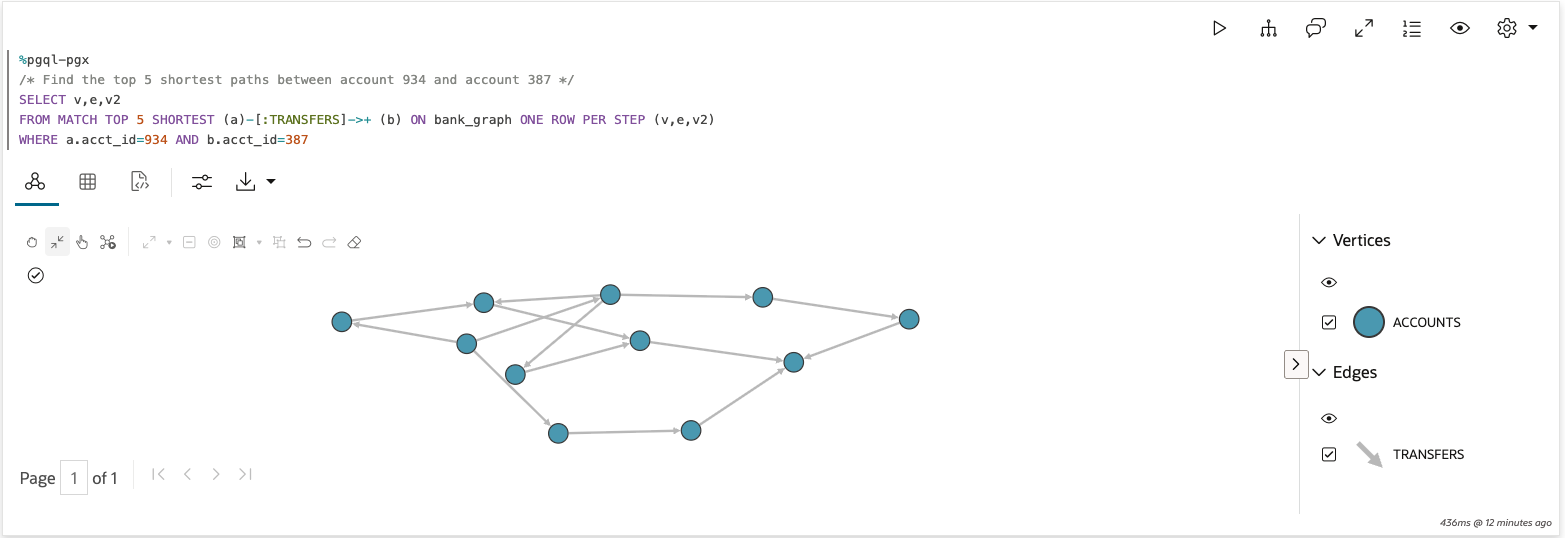 %pgql-pgx
/* Find the top 5 shortest paths between account 934 and account 387 */
SELECT v,e,v2
FROM MATCH TOP 5 SHORTEST (a)-[:TRANSFERS]->+ (b) ON bank_graph ONE ROW PER STEP (v,e,v2)
WHERE a.acct_id=934 AND b.acct_id=387
Vertices
ACCOUNTS
Edges
TRANSFERS
Page 1 of 1
436ms @ 12 minutes ago